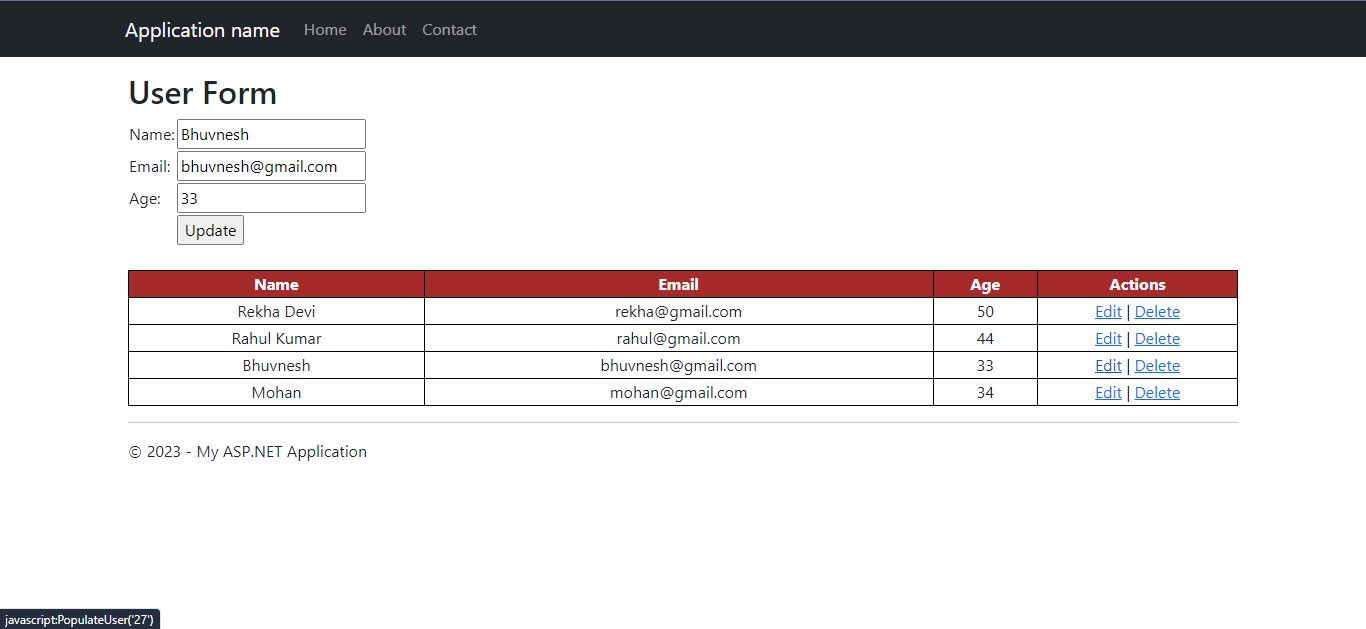 Application name Home About Contact
User Form
Name: Bhuvnesh
Email: bhuvnesh@gmail.com
Age: 33
Update
Name Email Age Actions
Rekha Devi rekha@gmail.com 50 Edit | Delete
Rahul Kumar rahul@gmail.com 44 Edit | Delete
Bhuvnesh bhuvnesh@gmail.com 33 Edit | Delete
Mohan mohan@gmail.com 34 Edit | Delete
© 2023 - My ASP.NET Application
javascript:PopulateUser('27')